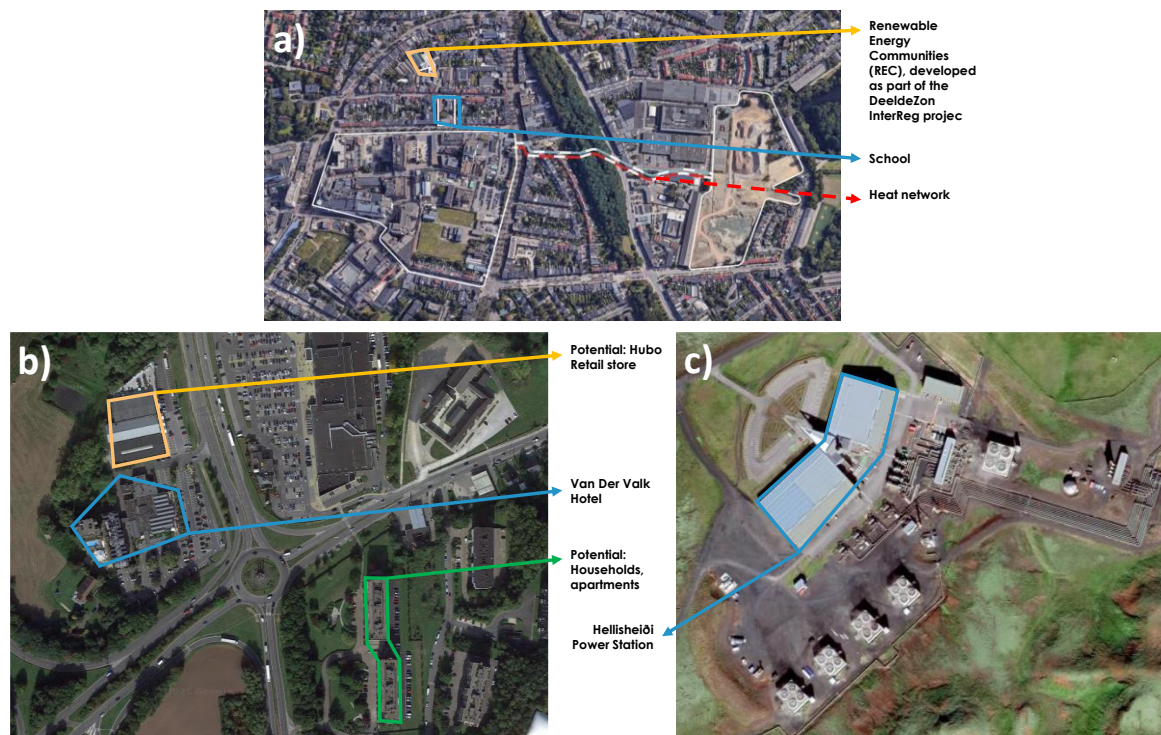 a)
Renewable
Energy
Communities
(REC), developed
as part of the
DeeldeZon
InterReg projec
School
Heat network
b)
Potential: Hubo
Retail store
Van Der Valk
Hotel
Potential:
Households,
apartments
c)
Hellisheiði
Power Station